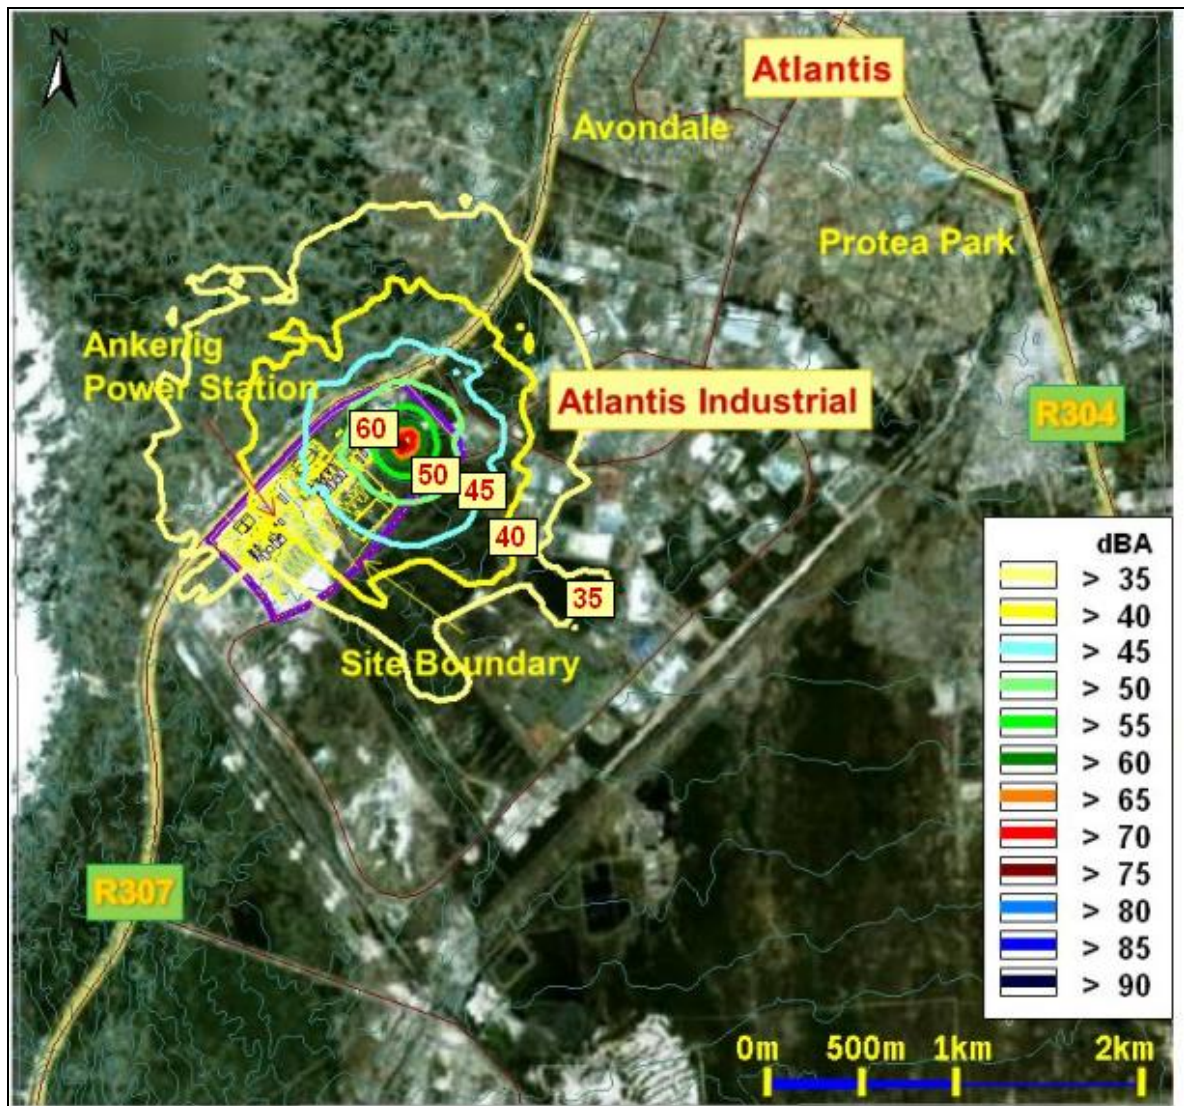 N
Atlantis
Avondale
Protea Park
Ankerlig
Power Station
Atlantis Industrial
R304
60
50
45
40
35
Site Boundary
R307
dBA
> 35
> 40
> 45
> 50
> 55
> 60
> 65
> 70
> 75
> 80
> 85
> 90
0m 500m 1km 2km